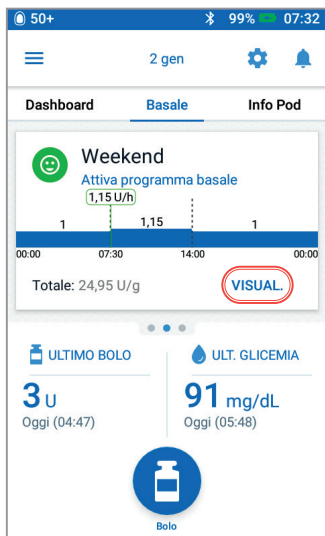 50+ 99% 07:32
2 gen
Dashboard Basale Info Pod
Weekend
Attiva programma basale
1,15 U/h
1 1,15 1
00:00 07:30 14:00 00:00
Totale: 24,95 U/g VISUAL.
ULTIMO BOLO ULT. GLICEMIA
3 U 91 mg/dL
Oggi (04:47) Oggi (05:48)
Bolo